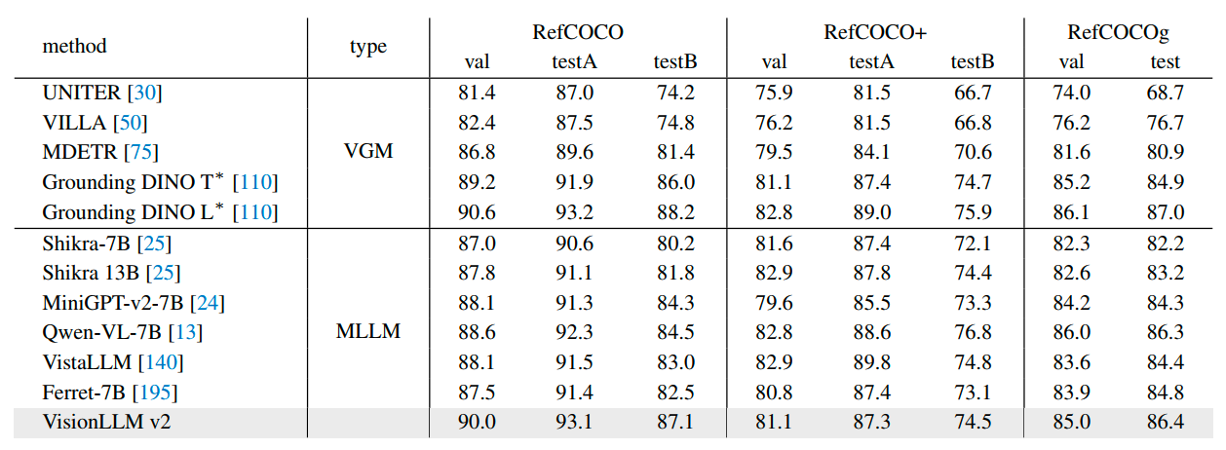 method type RefCOCO RefCOCO+ RefCOCOg
val testA testB val testA testB val test
UNITER [30] 81.4 87.0 74.2 75.9 81.5 66.7 74.0 68.7
VILLA [50] 82.4 87.5 74.8 76.2 81.5 66.8 76.2 76.7
MDETR [75] VGM 86.8 89.6 81.4 79.5 84.1 70.6 81.6 80.9
Grounding DINO T* [110] 89.2 91.9 86.0 81.1 87.4 74.7 85.2 84.9
Grounding DINO L* [110] 90.6 93.2 88.2 82.8 89.0 75.9 86.1 87.0
Shikra-7B [25] 87.0 90.6 80.2 81.6 87.4 72.1 82.3 82.2
Shikra 13B [25] 87.8 91.1 81.8 82.9 87.8 74.4 82.6 83.2
MiniGPT-v2-7B [24] 88.1 91.3 84.3 79.6 85.5 73.3 84.2 84.3
Qwen-VL-7B [13] MLLM 88.6 92.3 84.5 82.8 88.6 76.8 86.0 86.3
VistaLLM [140] 88.1 91.5 83.0 82.9 89.8 74.8 83.6 84.4
Ferret-7B [195] 87.5 91.4 82.5 80.8 87.4 73.1 83.9 84.8
VisionLLM v2 90.0 93.1 87.1 81.1 87.3 74.5 85.0 86.4